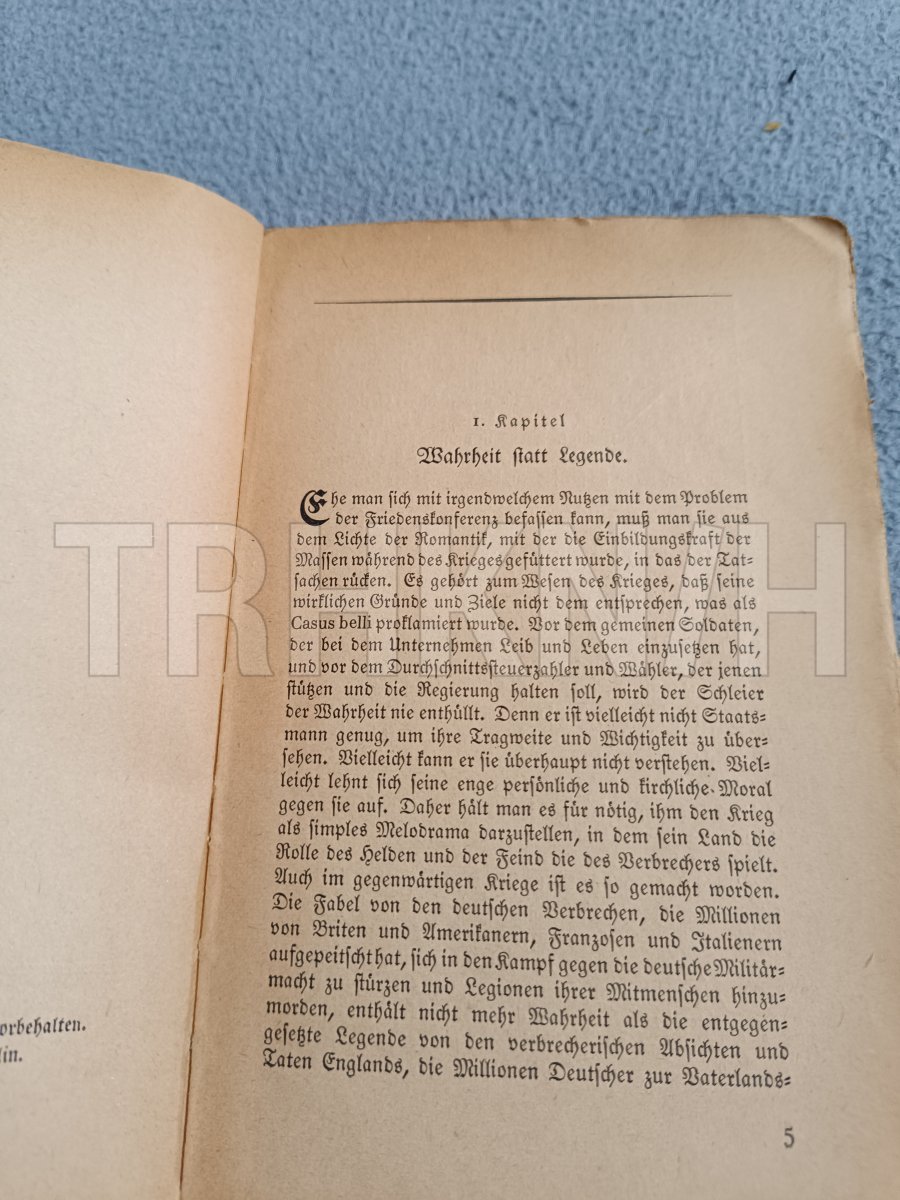 orbehalten.
lin.
1. Kapitel
Wahrheit statt Legende.
Ehe man sich mit irgendwelchem Nutzen mit dem Problem
der Friedenskonferenz befassen kann, muß man sie aus
dem Lichte der Romantik, mit der die Einbildungskraft der
Massen während des Krieges gefüttert wurde, in das der Tat-
sachen rücken. Es gehört zum Wesen des Krieges, daß seine
wirklichen Gründe und Ziele nicht dem entsprechen, was als
Casus belli proklamiert wurde. Vor dem gemeinen Soldaten,
der bei dem Unternehmen Leib und Leben einzusetzen hat,
und vor dem Durchschnittssteuerzahler und Wähler, der jenen
stützen und die Regierung halten soll, wird der Schleier
der Wahrheit nie enthüllt. Denn er ist vielleicht nicht Staats-
mann genug, um ihre Tragweite und Wichtigkeit zu über-
sehen. Vielleicht kann er sie überhaupt nicht verstehen. Viel-
leicht lehnt sich seine enge persönliche und kirchliche Moral
gegen sie auf. Daher hält man es für nötig, ihm den Krieg
als simples Melodrama darzustellen, in dem sein Land die
Rolle des Helden und der Feind die des Verbrechers spielt.
Auch im gegenwärtigen Kriege ist es so gemacht worden.
Die Fabel von den deutschen Verbrechen, die Millionen
von Briten und Amerikanern, Franzosen und Italienern
aufgepeitscht hat, sich in den Kampf gegen die deutsche Militär-
macht zu stürzen und Legionen ihrer Mitmenschen hinzu-
morden, enthält nicht mehr Wahrheit als die entgegen-
gesetzte Legende von den verbrecherischen Absichten und
Taten Englands, die Millionen Deutscher zur Vaterlands-
5